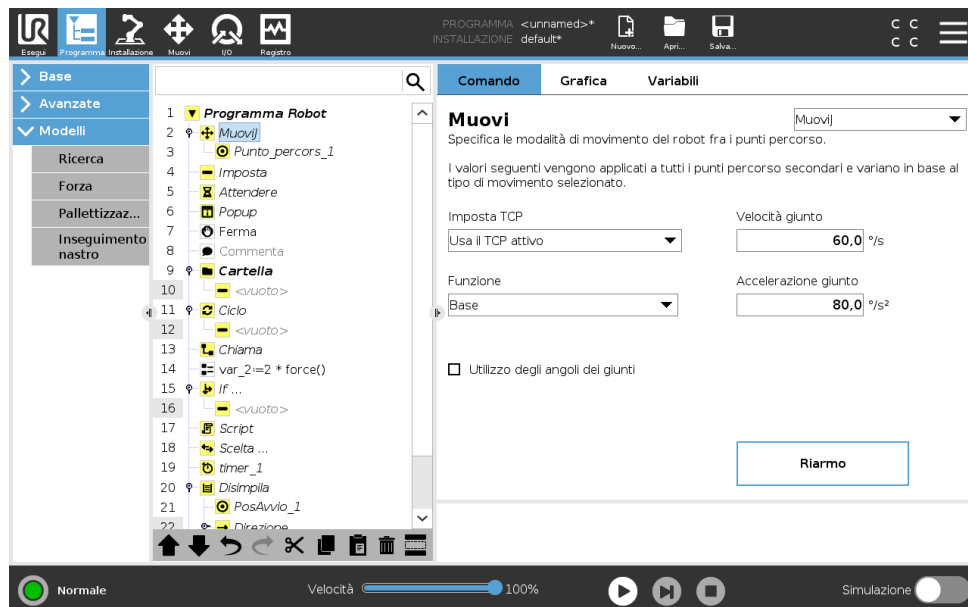 PROGRAMMA <unnamed>*
INSTALLAZIONE default*
Esegui
Programma
Installazione
Muovi
I/O
Registro
Nuovo...
Apri...
Salva...
C C
C C
Base
Avanzate
Modelli
Ricerca
Forza
Pallettizzaz...
Inseguimento
nastro
1 Programma Robot
2 MuoviJ
3 Punto_percors_1
4 Imposta
5 Attendere
6 Popup
7 Ferma
8 Commenta
9 Cartella
10 <vuoto>
11 Ciclo
12 <vuoto>
13 Chiama
14 var_2≔2 * force()
15 If ...
16 <vuoto>
17 Script
18 Scelta ...
19 timer_1
20 Disimpila
21 PosAvvio_1
22 Direzione
Comando
Grafica
Variabili
Muovi
MuoviJ
Specifica le modalità di movimento del robot fra i punti percorso.
I valori seguenti vengono applicati a tutti i punti percorso secondari e variano in base al
tipo di movimento selezionato.
Imposta TCP
Velocità giunto
Usa il TCP attivo
60,0 °/s
Funzione
Accelerazione giunto
Base
80,0 °/s²
Utilizzo degli angoli dei giunti
Riarmo
Normale
Velocità
100%
Simulazione